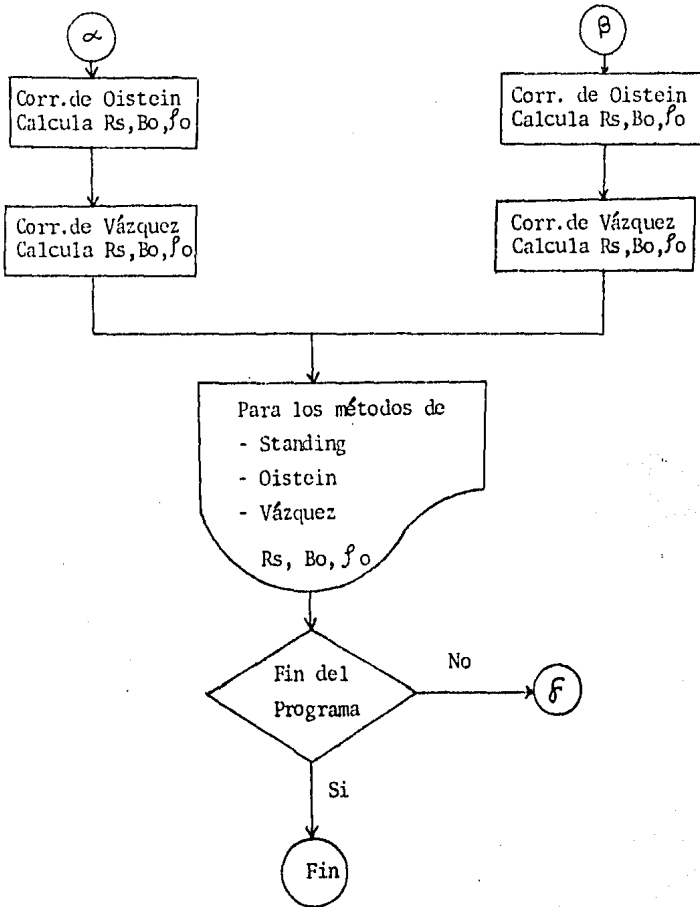 α
β
Corr.de Oistein
Calcula Rs,Bo,ρo
Corr. de Oistein
Calcula Rs,Bo,ρo
Corr.de Vázquez
Calcula Rs,Bo,ρo
Corr.de Vázquez
Calcula Rs,Bo,ρo
Para los métodos de
- Standing
- Oistein
- Vázquez
Rs, Bo,ρo
Fin del
Programa
No
Si
Fin